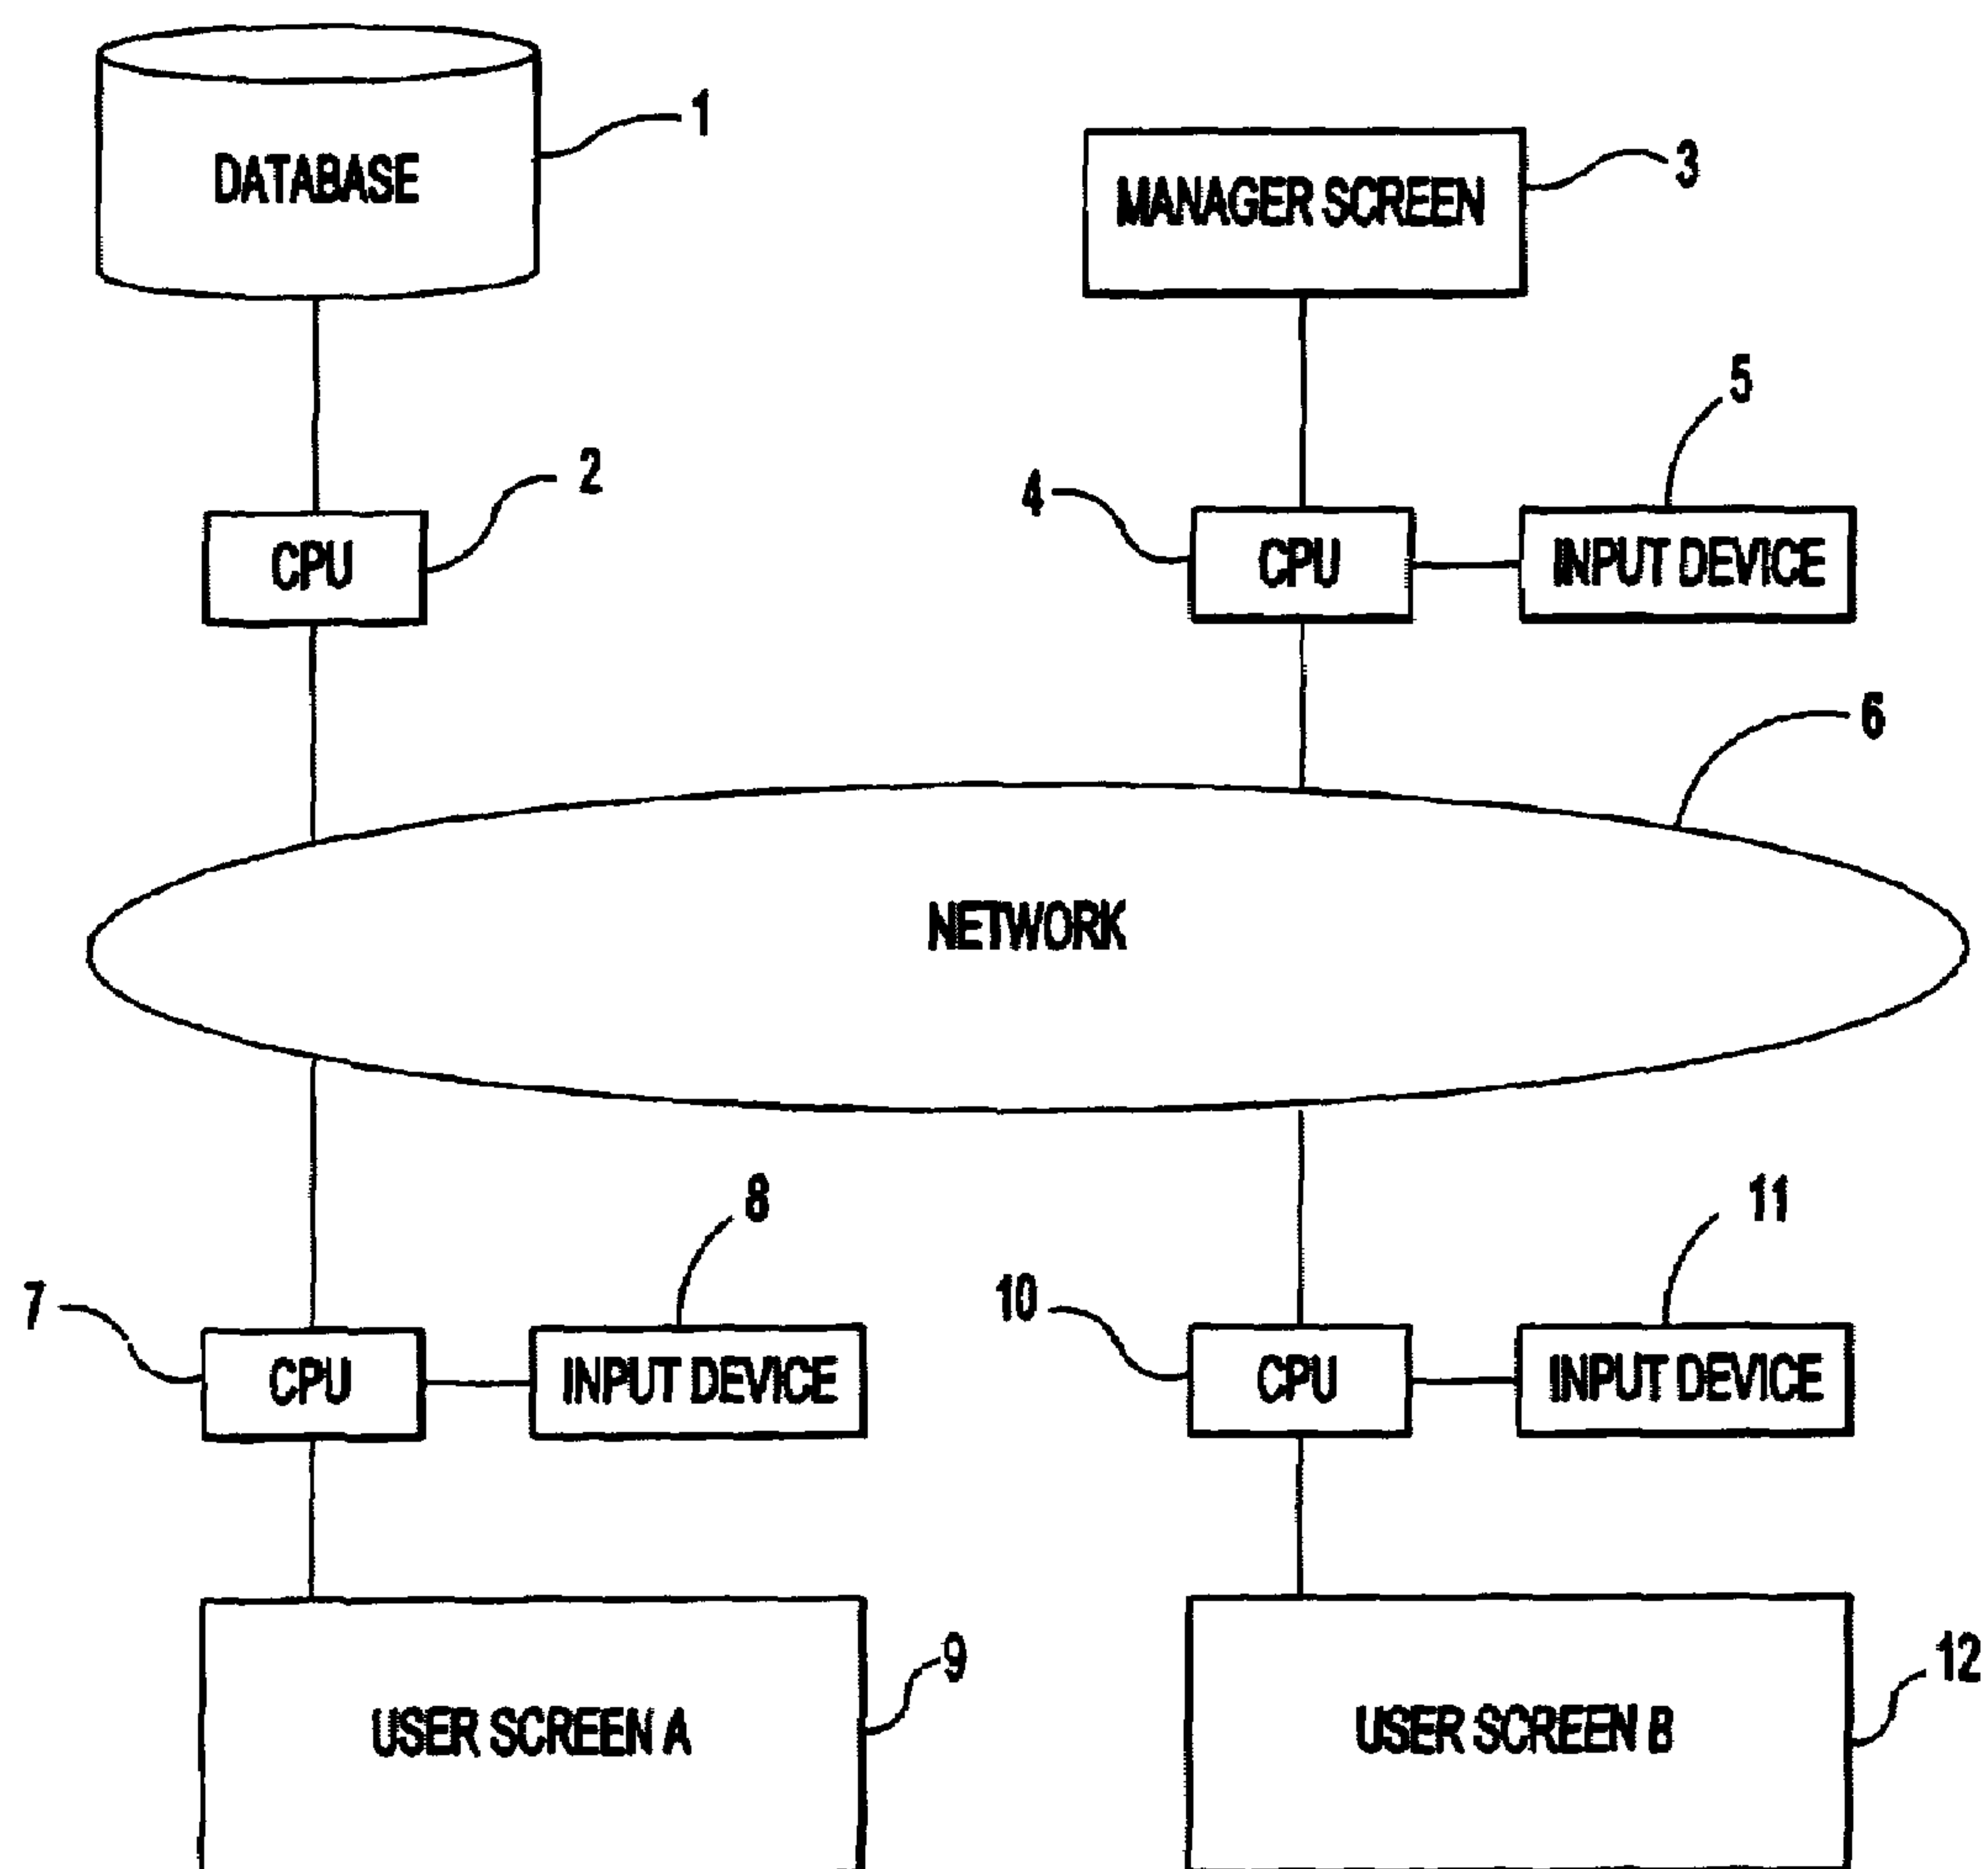 1
DATABASE
3
MANAGER SCREEN
5
2
4
CPU
CPU
INPUT DEVICE
6
NETWORK
8
11
7
10
CPU
INPUT DEVICE
CPU
INPUT DEVICE
9
12
USER SCREEN A
USER SCREEN B